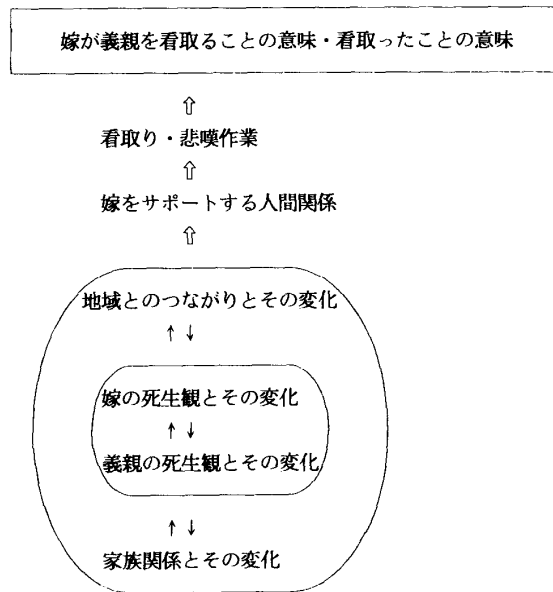 嫁が義親を看取ることの意味・看取ったことの意味
⇧
看取り・悲嘆作業
⇧
嫁をサポートする人間関係
⇧
地域とのつながりとその変化
↑ ↓
嫁の死生観とその変化
↑ ↓
義親の死生観とその変化
↑ ↓
家族関係とその変化